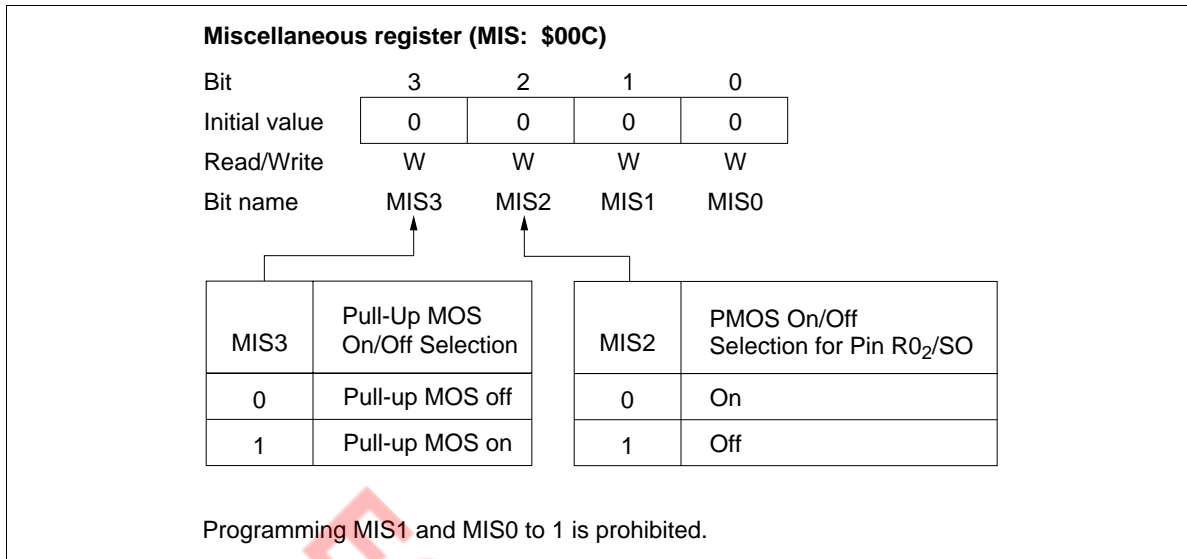 Miscellaneous register (MIS: $00C)
Bit 3 2 1 0
Initial value 0 0 0 0
Read/Write W W W W
Bit name MIS3 MIS2 MIS1 MIS0
MIS3 Pull-Up MOS
On/Off Selection
0 Pull-up MOS off
1 Pull-up MOS on
MIS2 PMOS On/Off
Selection for Pin R0₂/SO
0 On
1 Off
Programming MIS1 and MIS0 to 1 is prohibited.